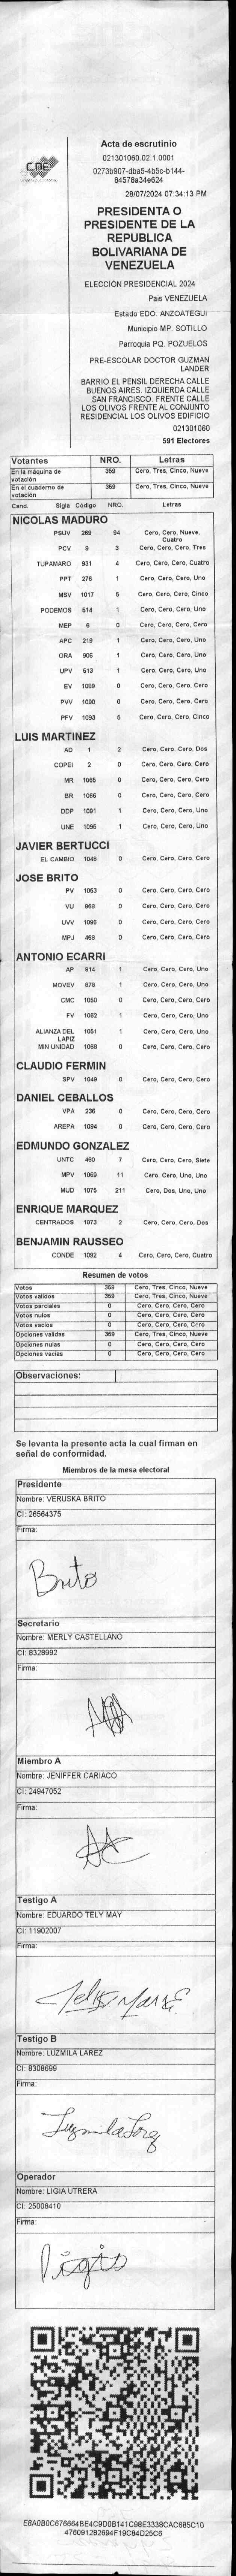 CNE
Acta de escrutinio
021301060.02.1.0001
0273b907-dba5-4b5c-b144-
84578a34e624
28/07/2024 07:34:13 PM
PRESIDENTA O
PRESIDENTE DE LA
REPUBLICA
BOLIVARIANA DE
VENEZUELA
ELECCIÓN PRESIDENCIAL 2024
Pais VENEZUELA
Estado EDO. ANZOATEGUI
Municipio MP. SOTILLO
Parroquia PQ. POZUELOS
PRE-ESCOLAR DOCTOR GUZMAN
LANDER
BARRIO EL PENSIL DERECHA CALLE
BUENOS AIRES. IZQUIERDA CALLE
SAN FRANCISCO. FRENTE CALLE
LOS OLIVOS FRENTE AL CONJUNTO
RESIDENCIAL LOS OLIVOS EDIFICIO
021301060
591 Electores
Votantes NRO. Letras
En la maquina de votación 359 Cero, Tres, Cinco, Nueve
En el cuaderno de votación 359 Cero, Tres, Cinco, Nueve
Cand. Sigla Código NRO. Letras
NICOLAS MADURO
PSUV 269 94 Cero, Cero, Nueve, Cuatro
PCV 9 3 Cero, Cero, Cero, Tres
TUPAMARO 931 4 Cero, Cero, Cero, Cuatro
PPT 276 1 Cero, Cero, Cero, Uno
MSV 1017 5 Cero, Cero, Cero, Cinco
PODEMOS 514 1 Cero, Cero, Cero, Uno
MEP 6 0 Cero, Cero, Cero, Cero
APC 219 1 Cero, Cero, Cero, Uno
ORA 906 1 Cero, Cero, Cero, Uno
UPV 513 1 Cero, Cero, Cero, Uno
EV 1089 0 Cero, Cero, Cero, Cero
PVV 1090 0 Cero, Cero, Cero, Cero
PFV 1093 5 Cero, Cero, Cero, Cinco
LUIS MARTINEZ
AD 1 2 Cero, Cero, Cero, Dos
COPEI 2 0 Cero, Cero, Cero, Cero
MR 1065 0 Cero, Cero, Cero, Cero
BR 1066 0 Cero, Cero, Cero, Cero
DDP 1091 1 Cero, Cero, Cero, Uno
UNE 1095 1 Cero, Cero, Cero, Uno
JAVIER BERTUCCI
EL CAMBIO 1048 0 Cero, Cero, Cero, Cero
JOSE BRITO
PV 1053 0 Cero, Cero, Cero, Cero
VU 868 0 Cero, Cero, Cero, Cero
UVV 1096 0 Cero, Cero, Cero, Cero
MPJ 459 0 Cero, Cero, Cero, Cero
ANTONIO ECARRI
AP 914 1 Cero, Cero, Cero, Uno
MOVEV 978 1 Cero, Cero, Cero, Uno
CMC 1050 0 Cero, Cero, Cero, Cero
FV 1062 1 Cero, Cero, Cero, Uno
ALIANZA DEL LAPIZ 1051 1 Cero, Cero, Cero, Uno
MIN UNIDAD 1068 0 Cero, Cero, Cero, Cero
CLAUDIO FERMIN
SPV 1049 0 Cero, Cero, Cero, Cero
DANIEL CEBALLOS
VPA 236 0 Cero, Cero, Cero, Cero
AREPA 1094 0 Cero, Cero, Cero, Cero
EDMUNDO GONZALEZ
UNTC 460 7 Cero, Cero, Cero, Siete
MPV 1069 11 Cero, Cero, Uno, Uno
MUD 1076 211 Cero, Dos, Uno, Uno
ENRIQUE MARQUEZ
CENTRADOS 1073 2 Cero, Cero, Cero, Dos
BENJAMIN RAUSSEO
CONDE 1092 4 Cero, Cero, Cero, Cuatro
Resumen de votos
Votos 359 Cero, Tres, Cinco, Nueve
Votos validos 359 Cero, Tres, Cinco, Nueve
Votos parciales 0 Cero, Cero, Cero, Cero
Votos nulos 0 Cero, Cero, Cero, Cero
Votos vacios 0 Cero, Cero, Cero, Cero
Opciones validas 359 Cero, Tres, Cinco, Nueve
Opciones nulas 0 Cero, Cero, Cero, Cero
Opciones vacias 0 Cero, Cero, Cero, Cero
Observaciones:
Se levanta la presente acta la cual firman en
señal de conformidad.
Miembros de la mesa electoral
Presidente
Nombre: VERUSKA BRITO
CI: 26564375
Firma:
Brito
Secretario
Nombre: MERLY CASTELLANO
CI: 8328992
Firma:
Miembro A
Nombre: JENIFFER CARIACO
CI: 24947052
Firma:
Testigo A
Nombre: EDUARDO TELY MAY
CI: 11902007
Firma:
Testigo B
Nombre: LUZMILA LAREZ
CI: 8308699
Firma:
Operador
Nombre: LIGIA UTRERA
CI: 25008410
Firma:
E8A0B0C676664BE4C9D0B141C98E3338CAC685C10
476091282694F19C84D25C6